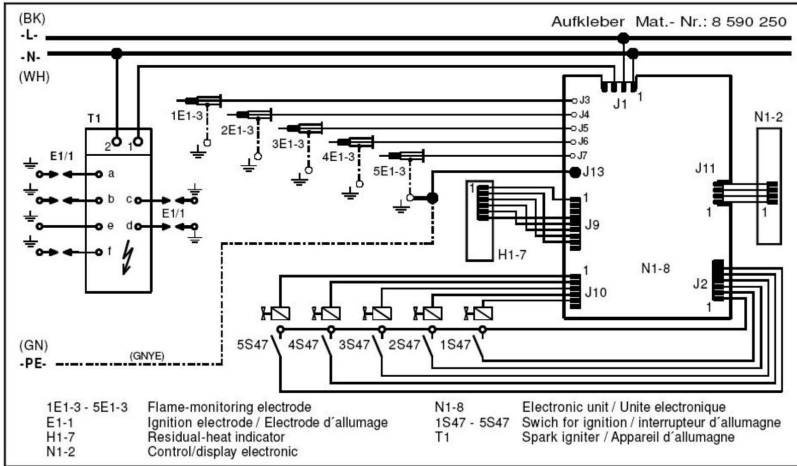 (BK)
Aufkleber Mat.- Nr.: 8 590 250
-L-
-N-
(WH)
J1
1
T1
2 1
E1/1
a
b
c
e
d
f
E1/1
1E1-3
2E1-3
3E1-3
4E1-3
5E1-3
J3
J4
J5
J6
J7
J13
N1-2
J11
1
1
1
H1-7
1
J9
N1-8
1
J10
J2
1
5S47
4S47
3S47
2S47
1S47
(GN)
-PE-
(GNYE)
1E1-3 - 5E1-3 Flame-monitoring electrode
E1-1 Ignition electrode / Electrode d´allumage
H1-7 Residual-heat indicator
N1-2 Control/display electronic
N1-8 Electronic unit / Unite electronique
1S47 - 5S47 Swich for ignition / interrupteur d´allumagne
T1 Spark igniter / Appareil d´allumagne